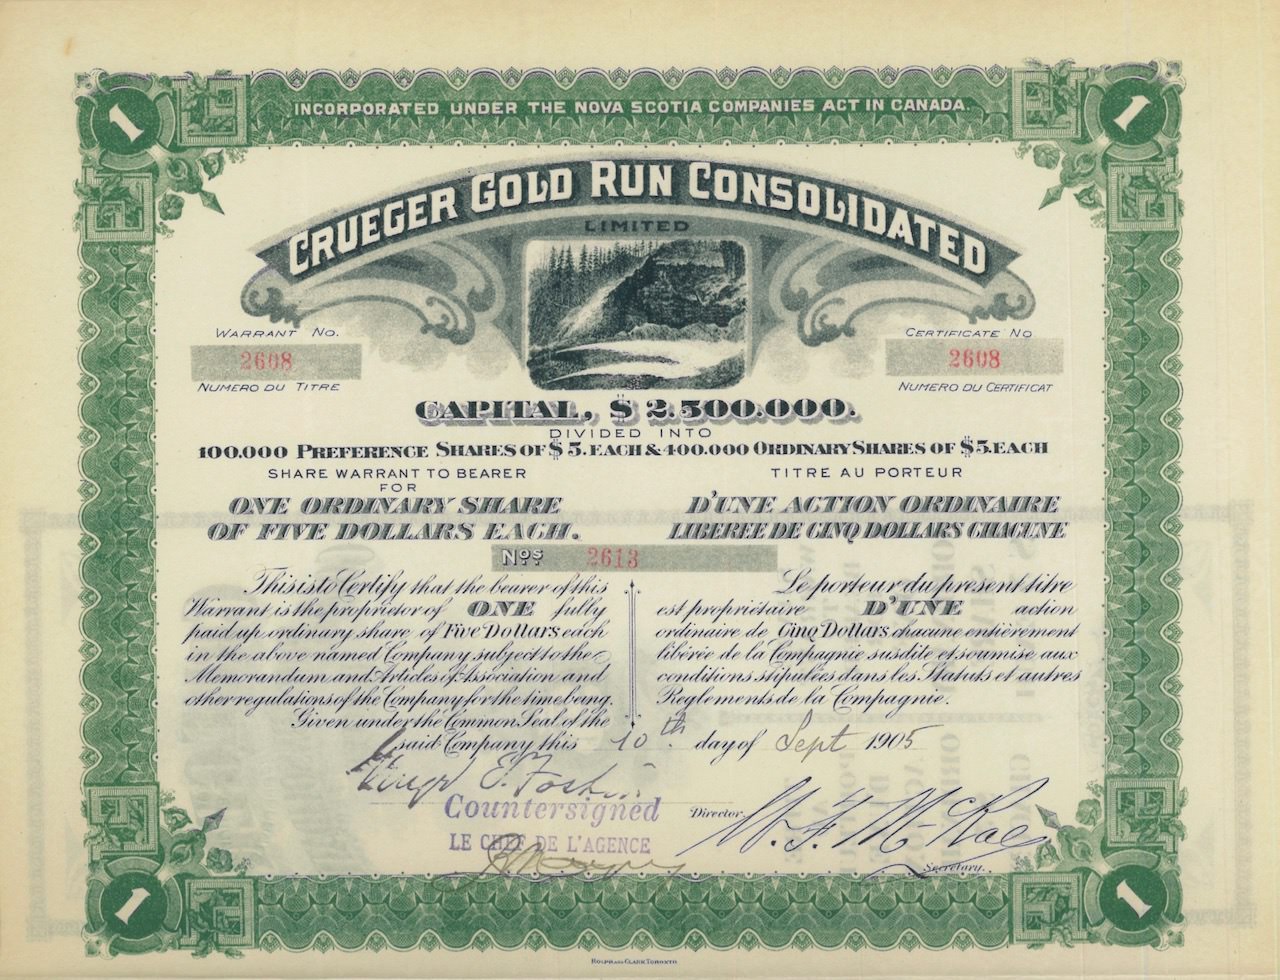 1
INCORPORATED UNDER THE NOVA SCOTIA COMPANIES ACT IN CANADA.
1
CRUEGER GOLD RUN CONSOLIDATED
LIMITED
WARRANT NO.
2608
NUMERO DU TITRE
CERTIFICATE NO
2608
NUMERO DU CERTIFICAT
CAPITAL, $ 2.500.000.
DIVIDED INTO
100.000 PREFERENCE SHARES OF $5. EACH & 400.000 ORDINARY SHARES OF $5. EACH
SHARE WARRANT TO BEARER
FOR
ONE ORDINARY SHARE
OF FIVE DOLLARS EACH.
TITRE AU PORTEUR
D'UNE ACTION ORDINAIRE
LIBEREE DE CINQ DOLLARS CHACUNE
Nos. 2613
This is to Certify that the bearer of this
Warrant is the proprietor of ONE fully
paid up ordinary share of Five Dollars each
in the above named Company subject to the
Memorandum and Articles of Association and
other regulations of the Company for the time being.
Le porteur du present titre
est propriétaire D'UNE action
ordinaire de Cinq Dollars chacune entièrement
libérée de la Compagnie susdite et soumise aux
conditions stipulées dans les Statuts et autres
Reglements de la Compagnie.
Given under the Common Seal of the
said Company this 10th. day of Sept 1905
Countersigned
LE CHEF DE L'AGENCE
Director.
W. F. McRae
Secretary.
1
1
ROLPH AND CLARK TORONTO